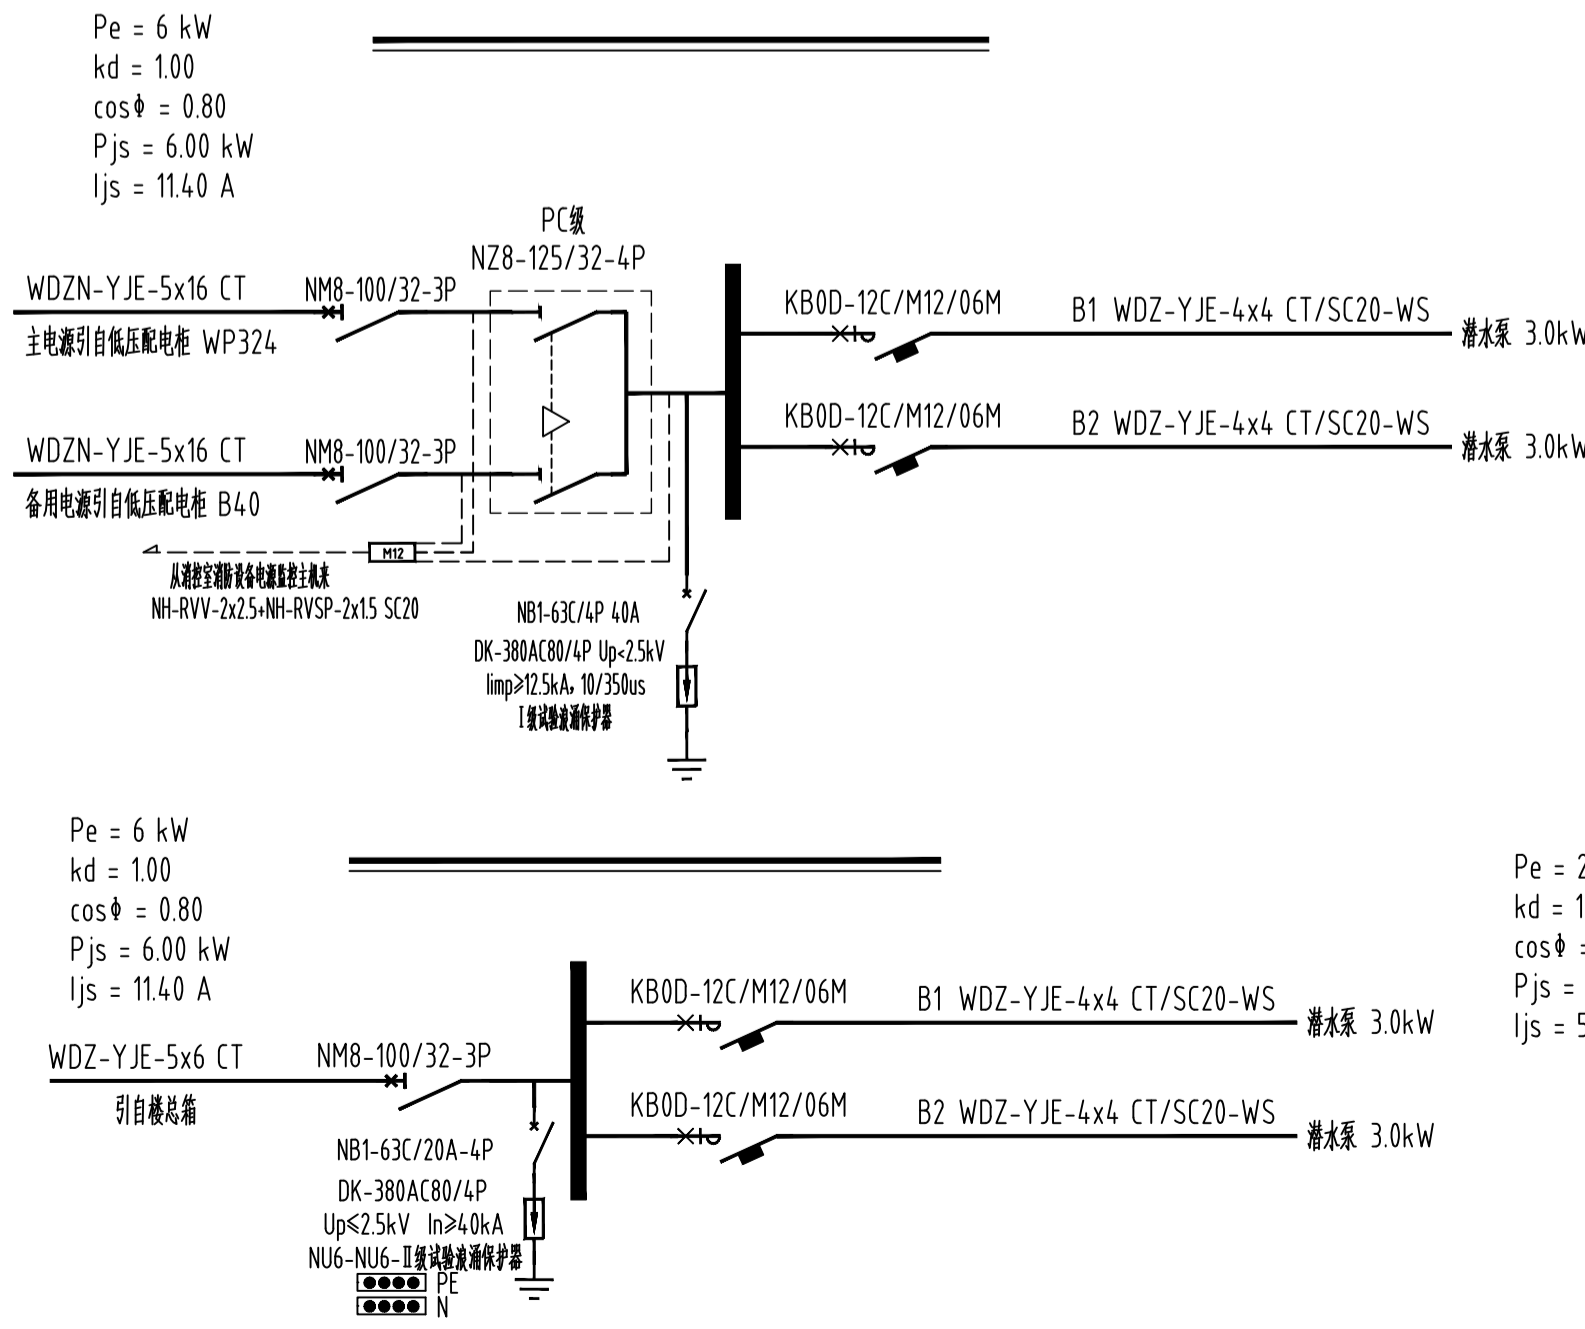 Pe = 6 kW
kd = 1.00
cosΦ = 0.80
Pjs = 6.00 kW
Ijs = 11.40 A
PC级
NZ8-125/32-4P
WDZN-YJE-5x16 CT
NM8-100/32-3P
主电源引自低压配电柜 WP324
KB0D-12C/M12/06M
B1 WDZ-YJE-4x4 CT/SC20-WS
潜水泵 3.0kW
WDZN-YJE-5x16 CT
NM8-100/32-3P
备用电源引自低压配电柜 B40
KB0D-12C/M12/06M
B2 WDZ-YJE-4x4 CT/SC20-WS
潜水泵 3.0kW
M12
从消控室消防设备电源监控主机来
NH-RVV-2x2.5+NH-RVSP-2x1.5 SC20
NB1-63C/4P 40A
DK-380AC80/4P Up<2.5kV
Iimp≥12.5kA, 10/350us
I级试验浪涌保护器
Pe = 6 kW
kd = 1.00
cosΦ = 0.80
Pjs = 6.00 kW
Ijs = 11.40 A
WDZ-YJE-5x6 CT
NM8-100/32-3P
引自楼总箱
KB0D-12C/M12/06M
B1 WDZ-YJE-4x4 CT/SC20-WS
潜水泵 3.0kW
KB0D-12C/M12/06M
B2 WDZ-YJE-4x4 CT/SC20-WS
潜水泵 3.0kW
NB1-63C/20A-4P
DK-380AC80/4P
Up≤2.5kV In≥40kA
NU6-NU6-II级试验浪涌保护器
PE
N
Pe = 2
kd = 1
cosΦ =
Pjs =
Ijs = 5